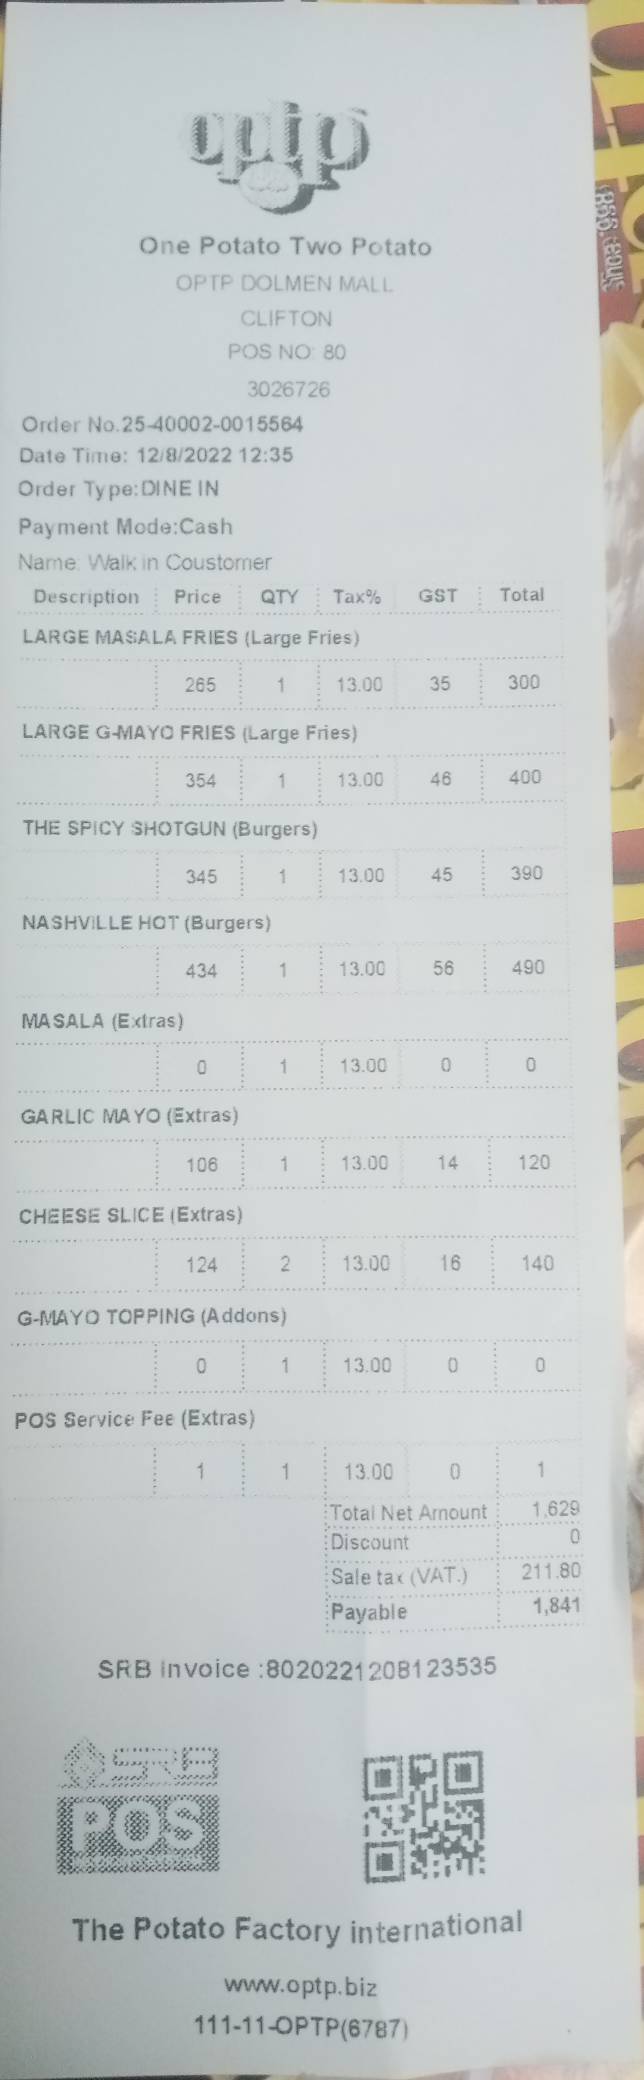 optp
One Potato Two Potato
OPTP DOLMEN MALL
CLIFTON
POS NO: 80
3026726
Order No.25-40002-0015564
Date Time: 12/8/2022 12:35
Order Type:DINE IN
Payment Mode:Cash
Name: Walk in Coustomer
Description Price QTY Tax% GST Total
LARGE MASALA FRIES (Large Fries)
265 1 13.00 35 300
LARGE G-MAYO FRIES (Large Fries)
354 1 13.00 46 400
THE SPICY SHOTGUN (Burgers)
345 1 13.00 45 390
NASHVILLE HOT (Burgers)
434 1 13.00 56 490
MASALA (Extras)
0 1 13.00 0 0
GARLIC MAYO (Extras)
106 1 13.00 14 120
CHEESE SLICE (Extras)
124 2 13.00 16 140
G-MAYO TOPPING (Addons)
0 1 13.00 0 0
POS Service Fee (Extras)
1 1 13.00 0 1
Total Net Amount 1,629
Discount 0
Sale tax (VAT.) 211.80
Payable 1,841
SRB Invoice :8020221208123535
SRB
POS
The Potato Factory international
www.optp.biz
111-11-OPTP(6787)